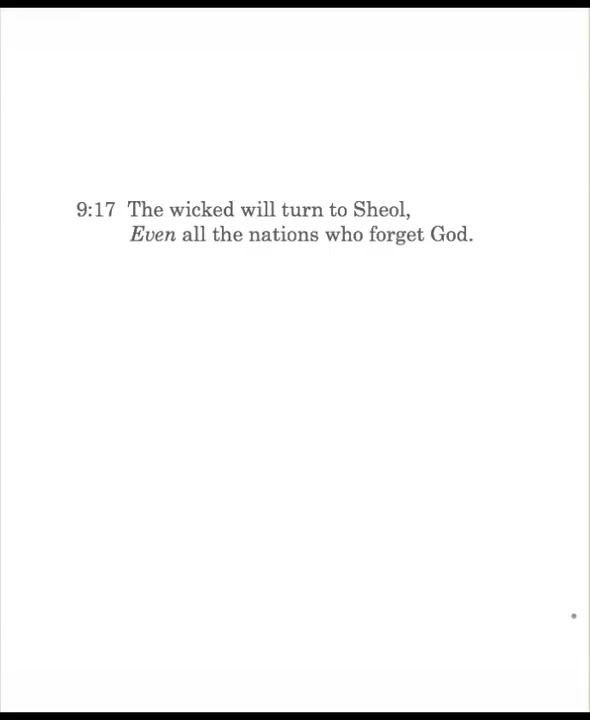 9:17 The wicked will turn to Sheol,
Even all the nations who forget God.